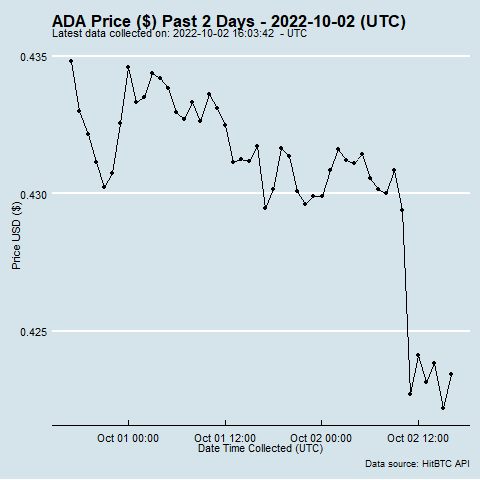 ADA Price ($) Past 2 Days - 2022-10-02 (UTC)
Latest data collected on: 2022-10-02 16:03:42 - UTC
0.435
0.430
0.425
Price USD ($)
Oct 01 00:00 Oct 01 12:00 Oct 02 00:00 Oct 02 12:00
Date Time Collected (UTC)
Data source: HitBTC API